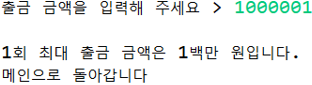 출금 금액을 입력해 주세요 > 1000001
1회 최대 출금 금액은 1백만 원입니다.
메인으로 돌아갑니다